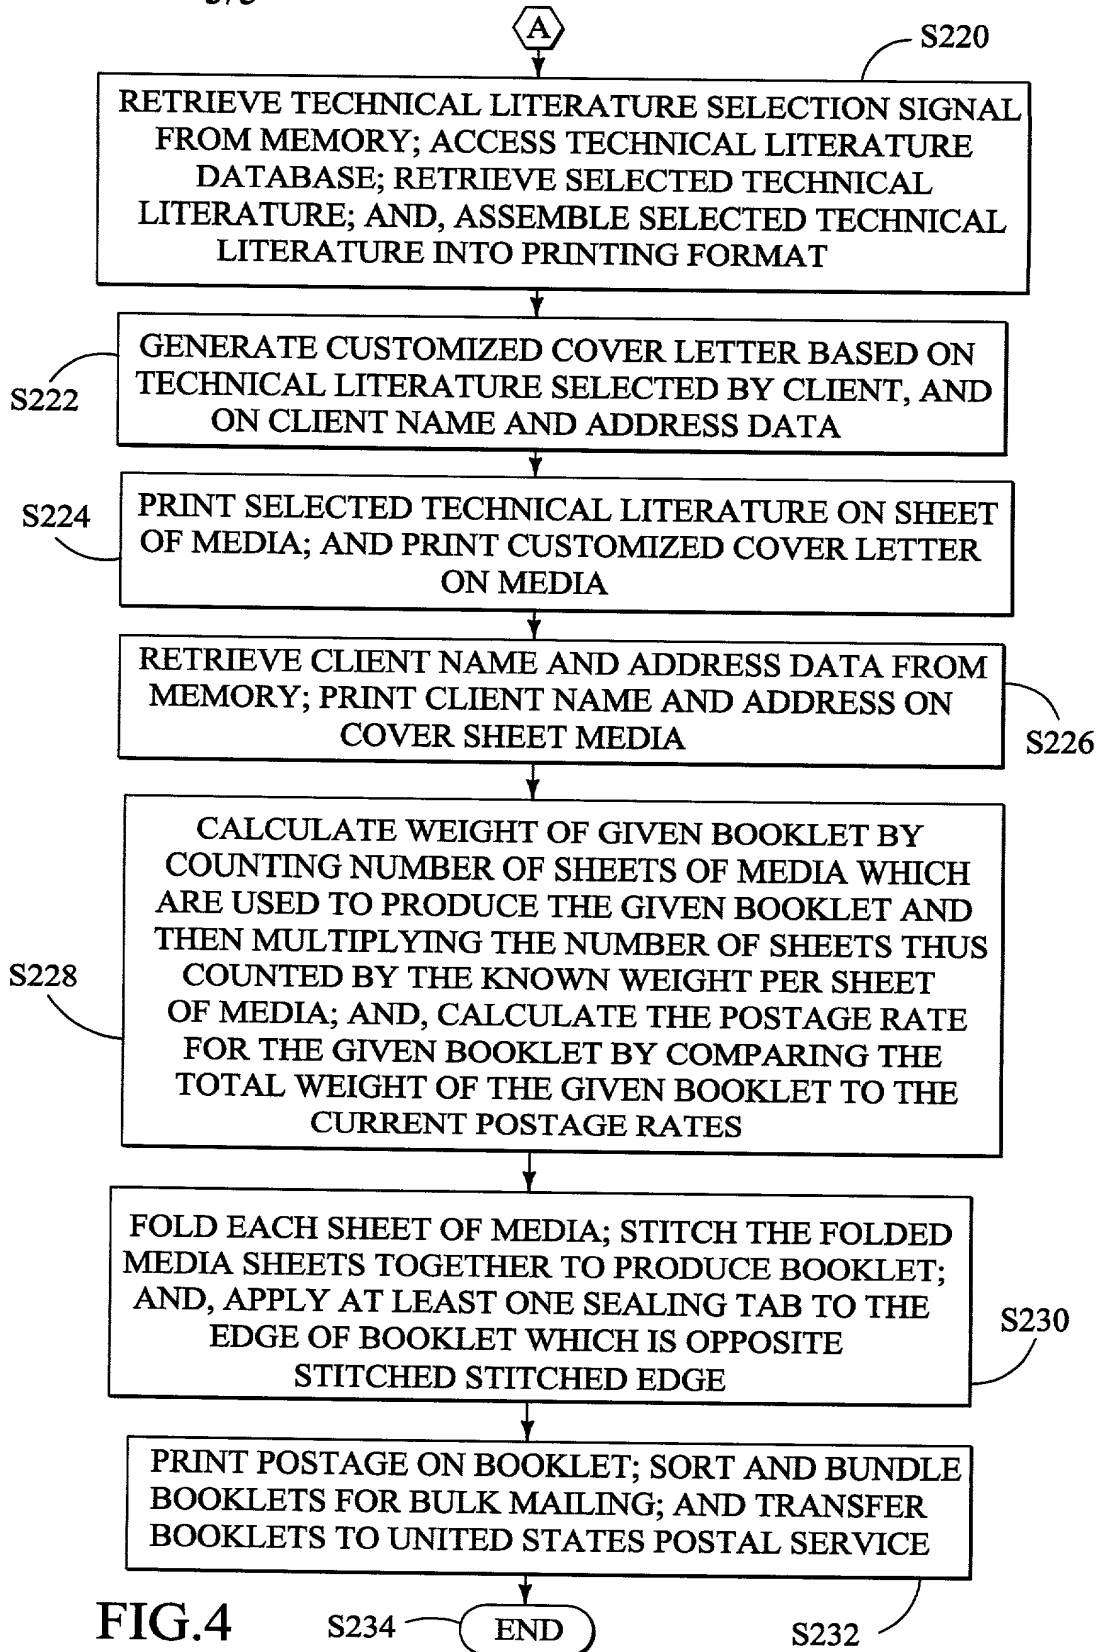 A
S220
RETRIEVE TECHNICAL LITERATURE SELECTION SIGNAL
FROM MEMORY; ACCESS TECHNICAL LITERATURE
DATABASE; RETRIEVE SELECTED TECHNICAL
LITERATURE; AND, ASSEMBLE SELECTED TECHNICAL
LITERATURE INTO PRINTING FORMAT
S222
GENERATE CUSTOMIZED COVER LETTER BASED ON
TECHNICAL LITERATURE SELECTED BY CLIENT, AND
ON CLIENT NAME AND ADDRESS DATA
S224
PRINT SELECTED TECHNICAL LITERATURE ON SHEET
OF MEDIA; AND PRINT CUSTOMIZED COVER LETTER
ON MEDIA
RETRIEVE CLIENT NAME AND ADDRESS DATA FROM
MEMORY; PRINT CLIENT NAME AND ADDRESS ON
COVER SHEET MEDIA
S226
CALCULATE WEIGHT OF GIVEN BOOKLET BY
COUNTING NUMBER OF SHEETS OF MEDIA WHICH
ARE USED TO PRODUCE THE GIVEN BOOKLET AND
THEN MULTIPLYING THE NUMBER OF SHEETS THUS
COUNTED BY THE KNOWN WEIGHT PER SHEET
OF MEDIA; AND, CALCULATE THE POSTAGE RATE
FOR THE GIVEN BOOKLET BY COMPARING THE
TOTAL WEIGHT OF THE GIVEN BOOKLET TO THE
CURRENT POSTAGE RATES
S228
FOLD EACH SHEET OF MEDIA; STITCH THE FOLDED
MEDIA SHEETS TOGETHER TO PRODUCE BOOKLET;
AND, APPLY AT LEAST ONE SEALING TAB TO THE
EDGE OF BOOKLET WHICH IS OPPOSITE
STITCHED STITCHED EDGE
S230
PRINT POSTAGE ON BOOKLET; SORT AND BUNDLE
BOOKLETS FOR BULK MAILING; AND TRANSFER
BOOKLETS TO UNITED STATES POSTAL SERVICE
S232
FIG.4
S234
END